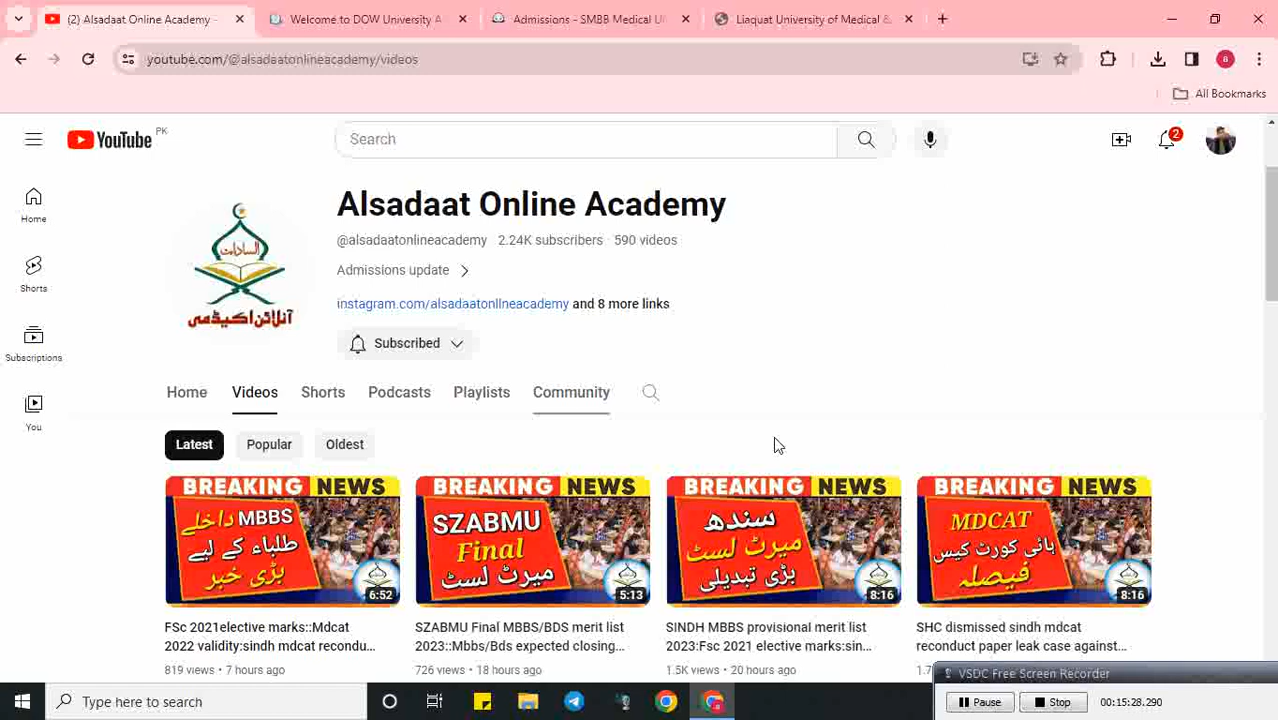 (2) Alsadaat Online Academy -
Welcome to DOW University A
Admissions - SMBB Medical U
Liaquat University of Medical &
youtube.com/@alsadaatonlineacademy/videos
All Bookmarks
YouTube PK
Search
2
Home
Shorts
Subscriptions
You
السادات
آنلائن اکیڈمی
Alsadaat Online Academy
@alsadaatonlineacademy 2.24K subscribers 590 videos
Admissions update
instagram.com/alsadaatonlineacademy and 8 more links
Subscribed
Home Videos Shorts Podcasts Playlists Community
Latest Popular Oldest
BREAKING NEWS
MBBS داخلے
طلباء کے لیے
بڑی خبر
6:52
FSc 2021elective marks::Mdcat
2022 validity:sindh mdcat recondu...
819 views • 7 hours ago
BREAKING NEWS
SZABMU
Final
میرٹ لسٹ
5:13
SZABMU Final MBBS/BDS merit list
2023::Mbbs/Bds expected closing...
726 views • 18 hours ago
BREAKING NEWS
سندھ
میرٹ لسٹ
بڑی تبدیلی
8:16
SINDH MBBS provisional merit list
2023:Fsc 2021 elective marks:sin...
1.5K views • 20 hours ago
BREAKING NEWS
MDCAT
ہائی کورٹ کیس
فیصلہ
8:16
SHC dismissed sindh mdcat
reconduct paper leak case against...
VSDC Free Screen Recorder
Pause Stop 00:15:28.290
Type here to search